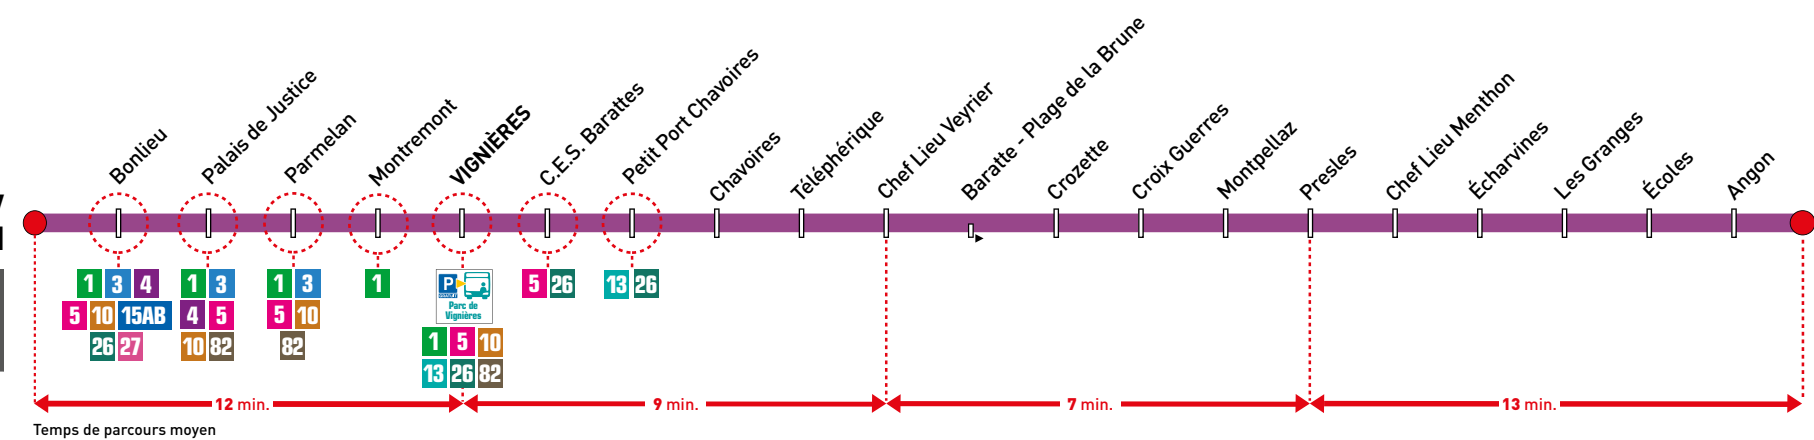 Bonlieu
Palais de Justice
Parmelan
Montremont
VIGNIÈRES
C.E.S. Barattes
Petit Port Chavoires
Chavoires
Téléphérique
Chef Lieu Veyrier
Baratte - Plage de la Brune
Crozette
Croix Guerres
Montpellaz
Presles
Chef Lieu Menthon
Écharvines
Les Granges
Écoles
Angon
1 3 4
5 10 15AB
26 27
1 3
4 5
10 82
1 3
5 10
82
1
P
Parc de
Vignières
1 5 10
13 26 82
5 26
13 26
12 min.
9 min.
7 min.
13 min.
Temps de parcours moyen